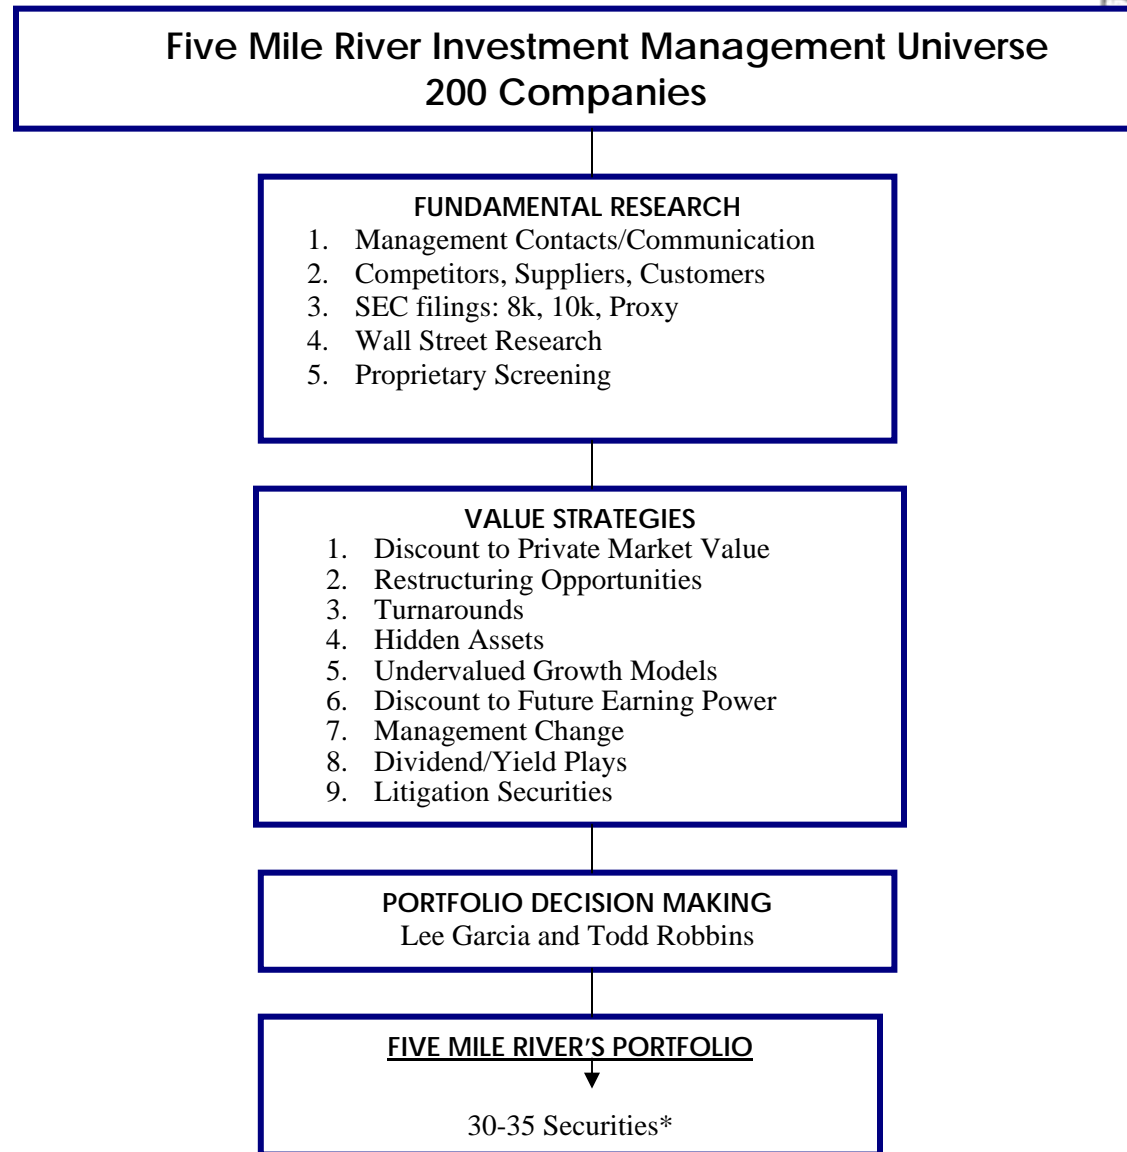 Five Mile River Investment Management Universe
200 Companies
FUNDAMENTAL RESEARCH
1. Management Contacts/Communication
2. Competitors, Suppliers, Customers
3. SEC filings: 8k, 10k, Proxy
4. Wall Street Research
5. Proprietary Screening
VALUE STRATEGIES
1. Discount to Private Market Value
2. Restructuring Opportunities
3. Turnarounds
4. Hidden Assets
5. Undervalued Growth Models
6. Discount to Future Earning Power
7. Management Change
8. Dividend/Yield Plays
9. Litigation Securities
PORTFOLIO DECISION MAKING
Lee Garcia and Todd Robbins
FIVE MILE RIVER'S PORTFOLIO
30-35 Securities*